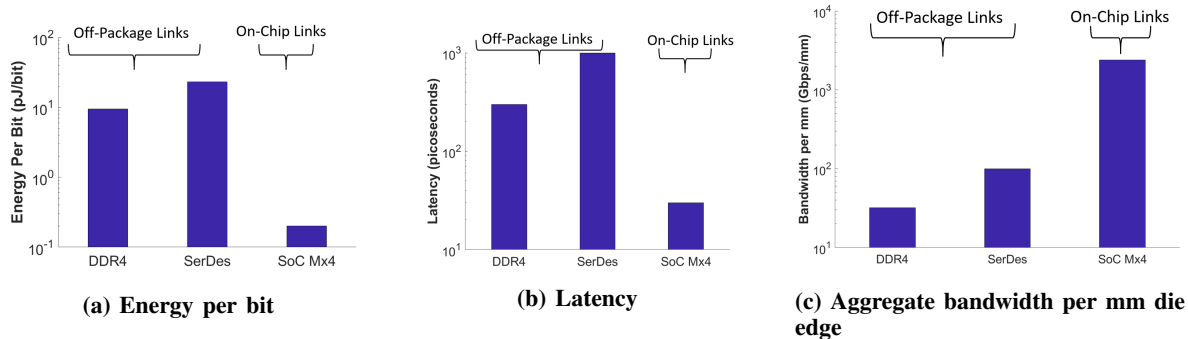 Off-Package Links
On-Chip Links
Energy Per Bit (pJ/bit)
10^2
10^1
10^0
10^-1
DDR4 SerDes SoC Mx4
(a) Energy per bit
Off-Package Links
On-Chip Links
Latency (picoseconds)
10^3
10^2
10^1
DDR4 SerDes SoC Mx4
(b) Latency
Off-Package Links
On-Chip Links
Bandwidth per mm (Gbps/mm)
10^4
10^3
10^2
10^1
DDR4 SerDes SoC Mx4
(c) Aggregate bandwidth per mm die
edge